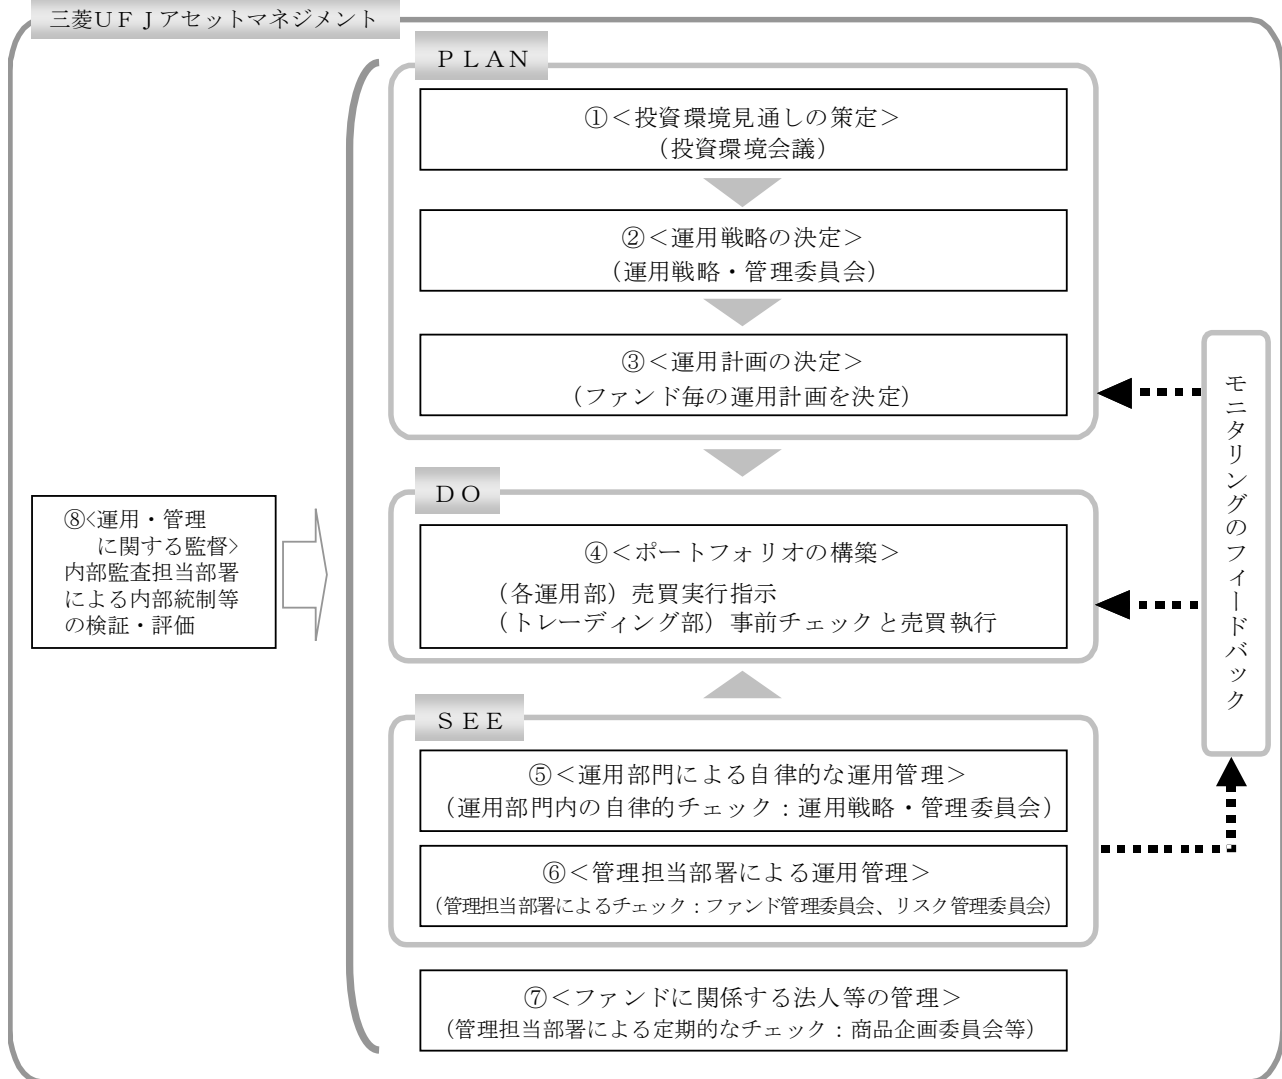 三菱ＵＦＪアセットマネジメント
ＰＬＡＮ
①＜投資環境見通しの策定＞
（投資環境会議）
②＜運用戦略の決定＞
（運用戦略・管理委員会）
③＜運用計画の決定＞
（ファンド毎の運用計画を決定）
ＤＯ
④＜ポートフォリオの構築＞
（各運用部）売買実行指示
（トレーディング部）事前チェックと売買執行
ＳＥＥ
⑤＜運用部門による自律的な運用管理＞
（運用部門内の自律的チェック：運用戦略・管理委員会）
⑥＜管理担当部署による運用管理＞
（管理担当部署によるチェック：ファンド管理委員会、リスク管理委員会）
⑦＜ファンドに関係する法人等の管理＞
（管理担当部署による定期的なチェック：商品企画委員会等）
⑧<運用・管理
に関する監督>
内部監査担当部署
による内部統制等
の検証・評価
モニタリングのフィードバック